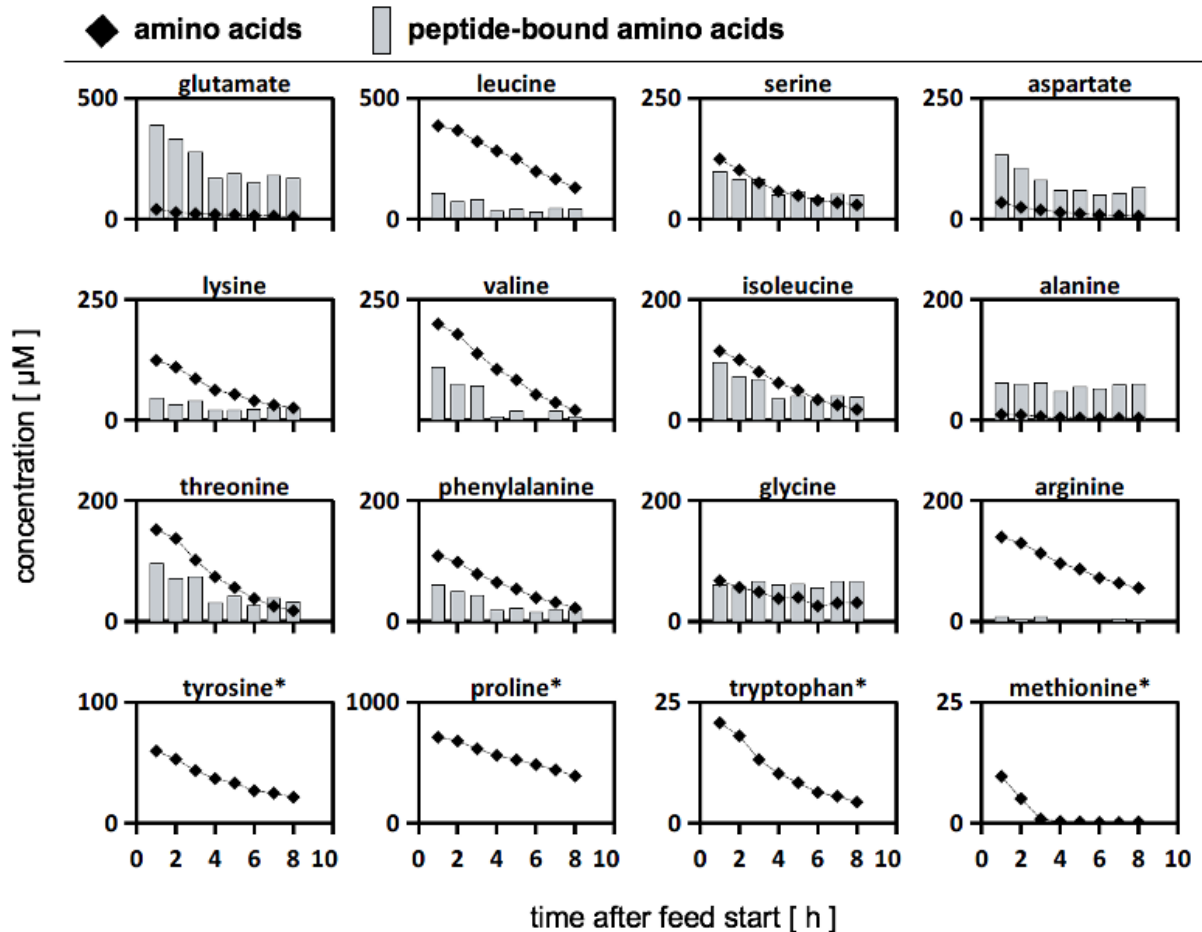 amino acids peptide-bound amino acids
glutamate leucine serine aspartate
500 500 250 250
0 0 0 0
lysine valine isoleucine alanine
250 250 200 200
0 0 0 0
threonine phenylalanine glycine arginine
200 200 200 200
0 0 0 0
tyrosine* proline* tryptophan* methionine*
100 1000 25 25
0 0 0 0
0 2 4 6 8 10 0 2 4 6 8 10 0 2 4 6 8 10 0 2 4 6 8 10
concentration [ µM ]
time after feed start [ h ]